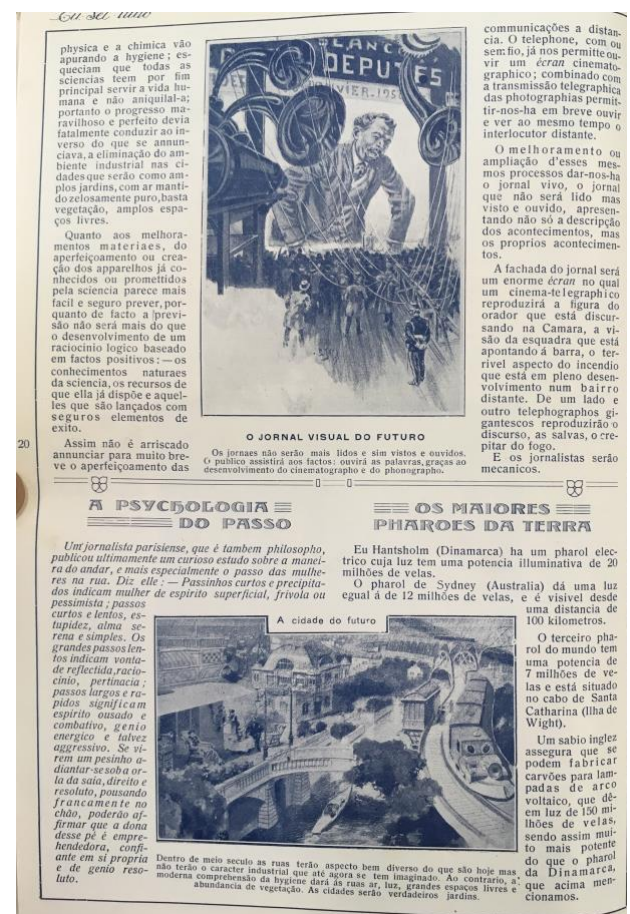 physica e a chimica vão
apurando a hygiene; es-
queciam que todas as
sciencias teem por fim
principal servir a vida hu-
mana e não aniquilal-a;
portanto o progresso ma-
ravilhoso e perfeito devia
fatalmente conduzir ao in-
verso do que se annun-
ciava, a eliminação do am-
biente industrial nas ci-
dades que serão como am-
plos jardins, com ar manti-
do zelosamente puro, basta
vegetação, amplos espa-
ços livres.
Quanto aos melhora-
mentos materiaes, do
aperfeiçoamento ou crea-
ção dos apparelhos já co-
nhecidos ou promettidos
pela sciencia parece mais
facil e seguro prever, por-
quanto de facto a previ-
são não será mais do que
o desenvolvimento de um
raciocinio logico baseado
em factos positivos: — os
conhecimentos naturaes
da sciencia, os recursos de
que ella já dispõe e aquel-
les que são lançados com
seguros elementos de
exito.
Assim não é arriscado
annunciar para muito bre-
ve o aperfeiçoamento das
20
BLANC
DEPUTÉS
O JORNAL VISUAL DO FUTURO
Os jornaes não serão mais lidos e sim vistos e ouvidos.
O publico assistirá aos factos; ouvirá as palavras, graças ao
desenvolvimento do cinematographo e do phonographo.
communicações a distan-
cia. O telephone, com ou
sem fio, já nos permitte ou-
vir um écran cinemato-
graphico; combinado com
a transmissão telegraphica
das photographias permit-
tir-nos-ha em breve ouvir
e ver ao mesmo tempo o
interlocutor distante.
O melhoramento ou
ampliação d'esses mes-
mos processos dar-nos-ha
o jornal vivo, o jornal
que não será lido mas
visto e ouvido, apresen-
tando não só a descripção
dos acontecimentos, mas
os proprios acontecimen-
tos.
A fachada do jornal será
um enorme écran no qual
um cinema-telegraphico
reproduzirá a figura do
orador que está discur-
sando na Camara, a vi-
são da esquadra que está
apontando á barra, o ter-
rivel aspecto do incendio
que está em pleno desen-
volvimento num bairro
distante. De um lado e
outro telephographos gi-
gantescos reproduzirão o
discurso, as salvas, o cre-
pitar do fogo.
E os jornalistas serão
mecanicos.
A PSYCHOLOGIA
DO PASSO
Um jornalista parisiense, que é tambem philosopho,
publicou ultimamente um curioso estudo sobre a manei-
ra do andar, e mais especialmente o passo das mulhe-
res na rua. Diz elle: — Passinhos curtos e precipita-
dos indicam mulher de espirito superficial, frivola ou
pessimista; passos
curtos e lentos, es-
tupidez, alma se-
rena e simples. Os
grandes passos len-
tos indicam vonta-
de reflectida, racio-
cinio, pertinacia;
passos largos e ra-
pidos significam
espirito ousado e
combativo, genio
energico e talvez
aggressivo. Se vi-
rem um pesinho a-
diantar-se sob a or-
la da saia, direito e
resoluto, pousando
francamente no
chão, poderão af-
firmar que a dona
desse pé é empre-
hendedora, confi-
ante em si propria
e de genio reso-
luto.
A cidade do futuro
Dentro de meio seculo as ruas terão aspecto bem diverso do que são hoje mas
não terão o caracter industrial que até agora se tem imaginado. Ao contrario, a
moderna comprehensão da hygiene dará ás ruas ar, luz, grandes espaços livres e
abundancia de vegetação. As cidades serão verdadeiros jardins.
OS MAIORES
PHAROES DA TERRA
Eu Hantsholm (Dinamarca) ha um pharol elec-
trico cuja luz tem uma potencia illuminativa de 20
milhões de velas.
O pharol de Sydney (Australia) dá uma luz
egual á de 12 milhões de velas, e é visivel desde
uma distancia de
100 kilometros.
O terceiro pha-
rol do mundo tem
uma potencia de
7 milhões de ve-
las e está situado
no cabo de Santa
Catharina (Ilha de
Wight).
Um sabio inglez
assegura que se
podem fabricar
carvões para lam-
padas de arco
voltaico, que dê-
em luz de 150 mi-
lhões de velas,
sendo assim mui-
to mais potente
do que o pharol
da Dinamarca,
que acima men-
cionamos.